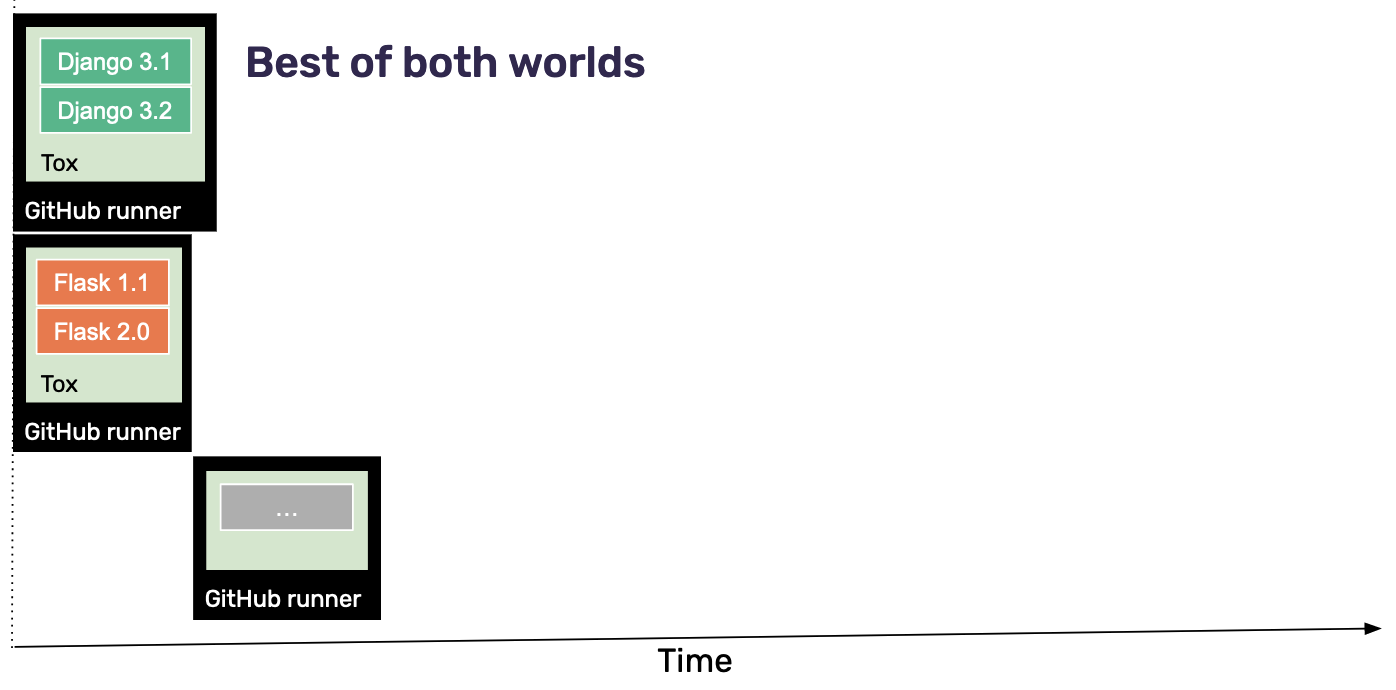 Best of both worlds
Django 3.1
Django 3.2
Tox
GitHub runner
Flask 1.1
Flask 2.0
Tox
GitHub runner
...
GitHub runner
Time